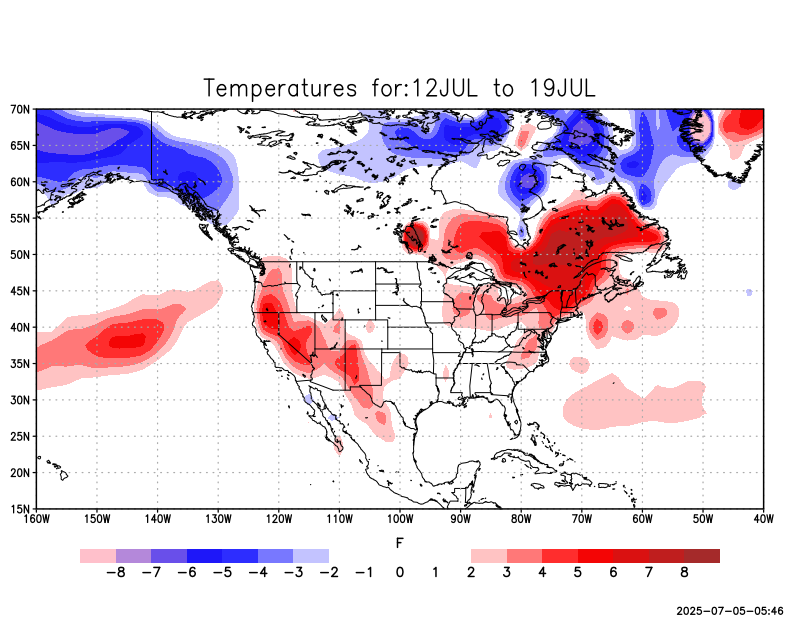 Temperatures for:12JUL to 19JUL
70N
65N
60N
55N
50N
45N
40N
35N
30N
25N
20N
15N
160W 150W 140W 130W 120W 110W 100W 90W 80W 70W 60W 50W 40W
F
-8 -7 -6 -5 -4 -3 -2 -1 0 1 2 3 4 5 6 7 8
2025-07-05-05:46